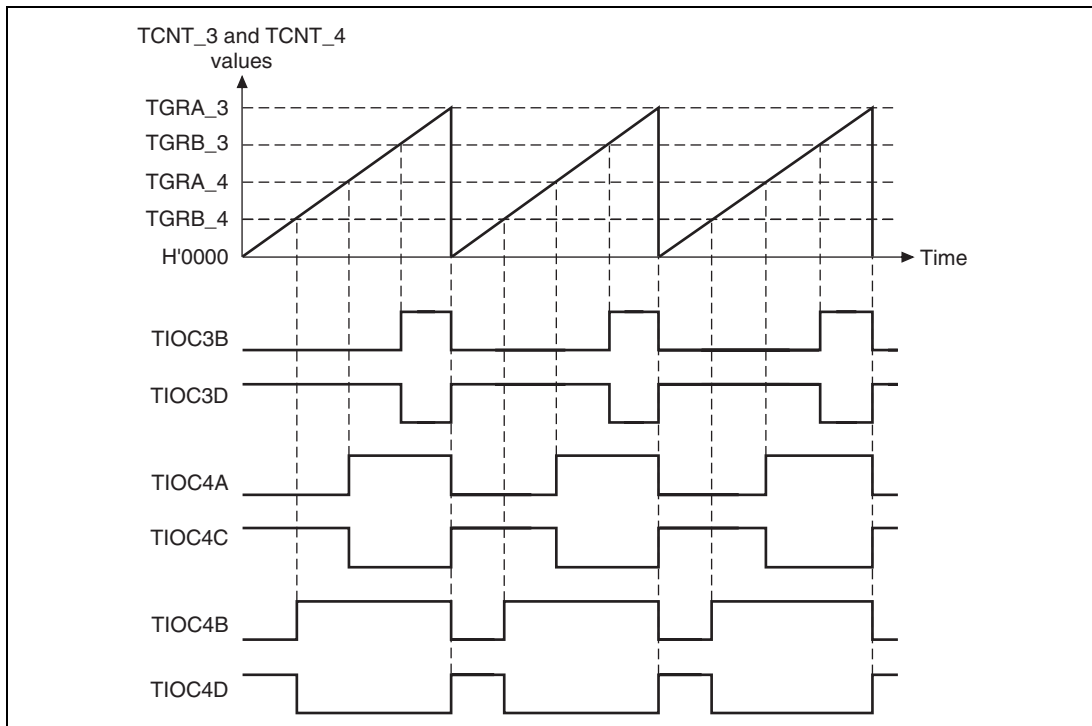 TCNT_3 and TCNT_4
values
TGRA_3
TGRB_3
TGRA_4
TGRB_4
H'0000
Time
TIOC3B
TIOC3D
TIOC4A
TIOC4C
TIOC4B
TIOC4D